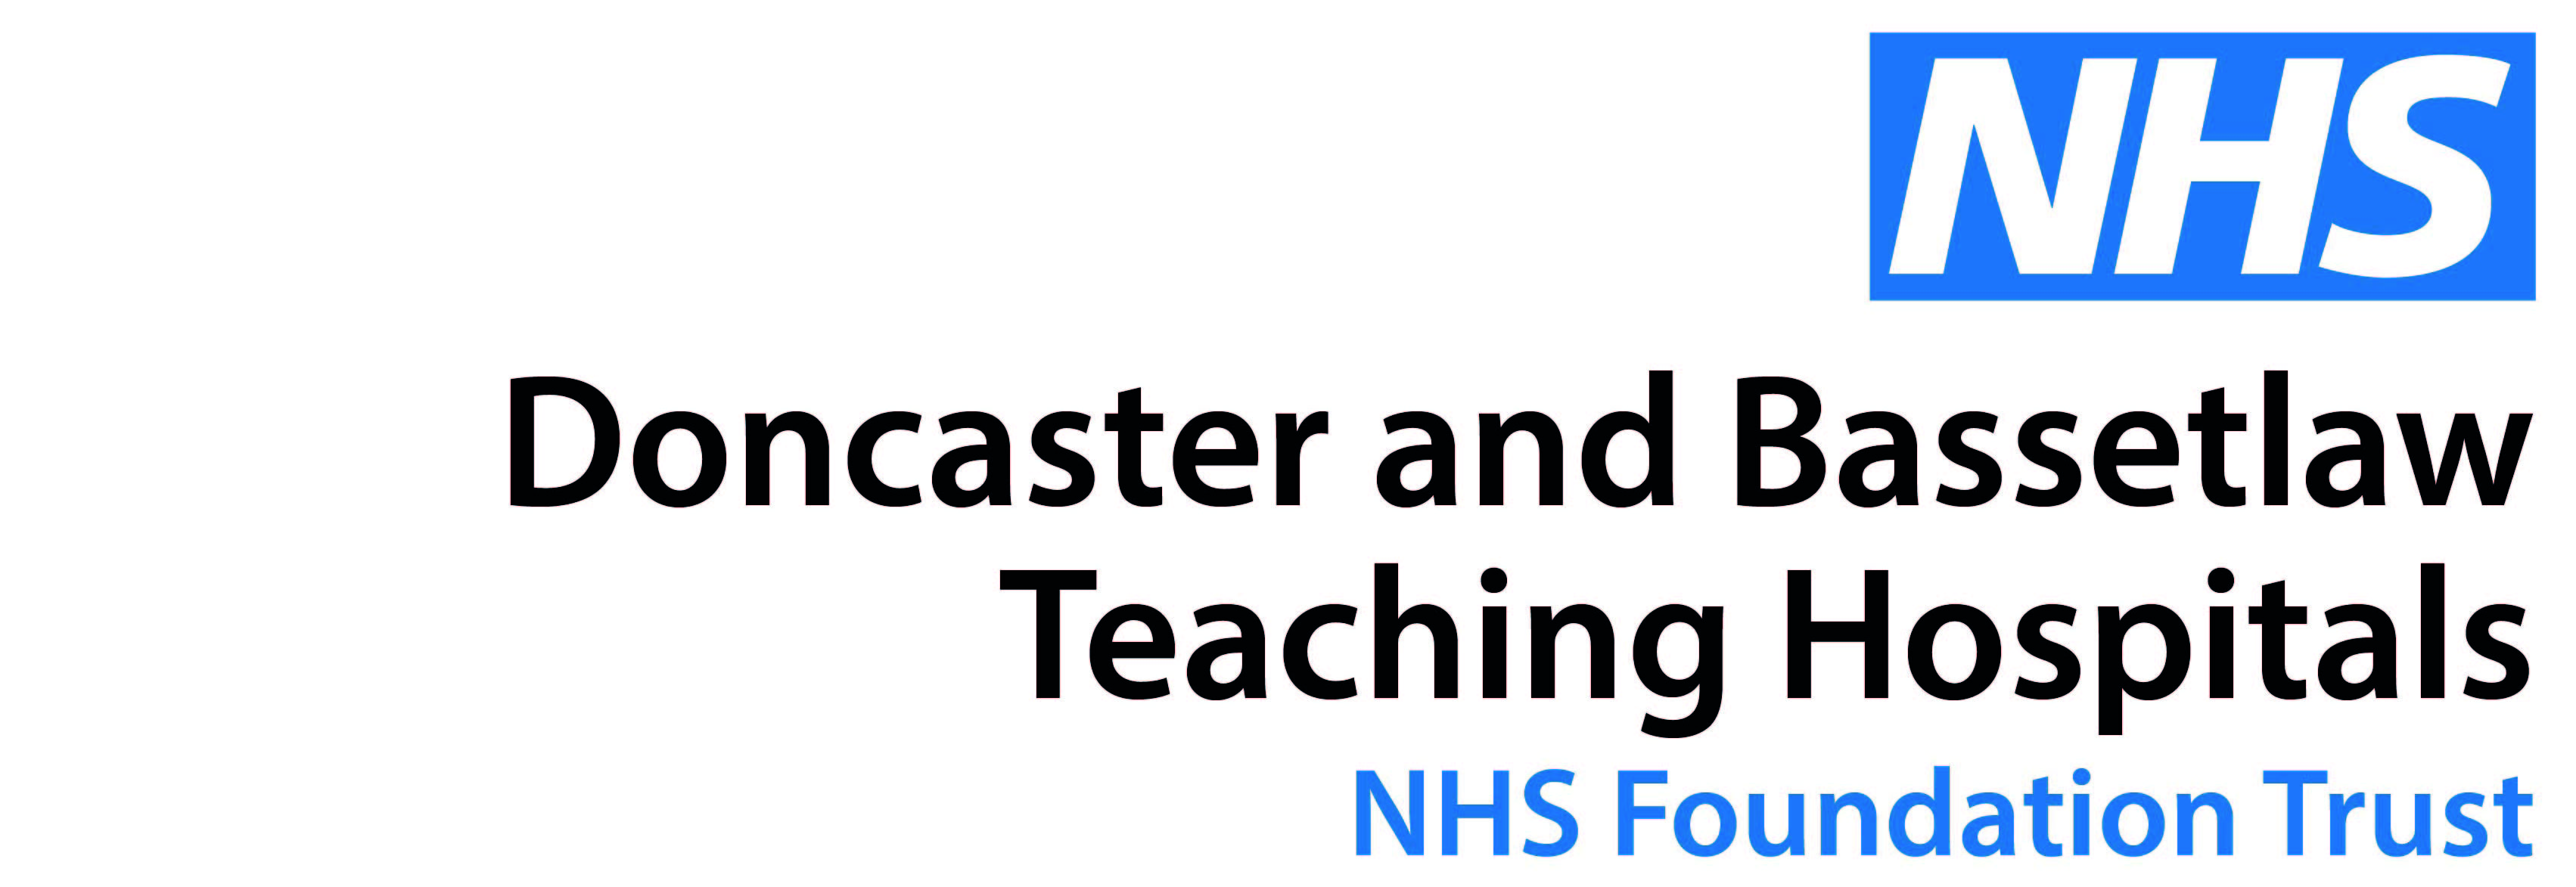 NHS
Doncaster and Bassetlaw
Teaching Hospitals
NHS Foundation Trust